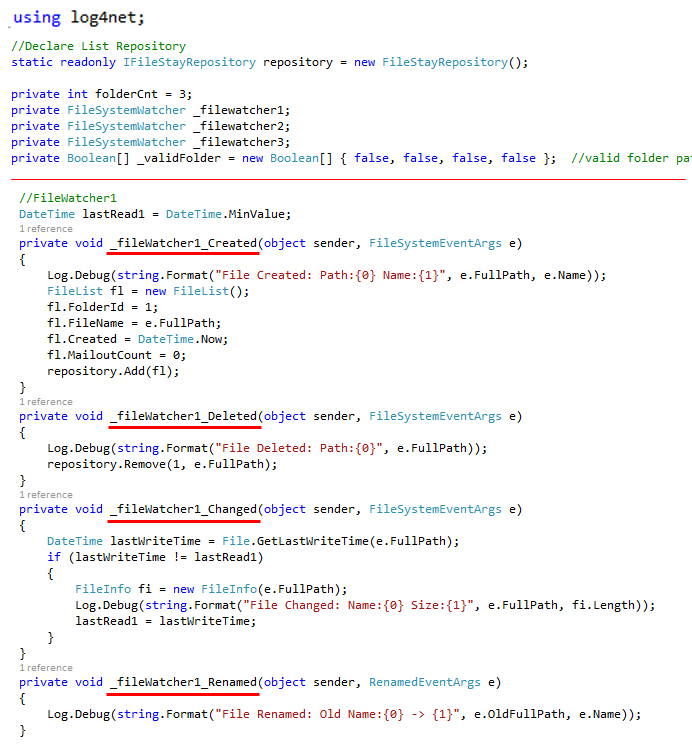 using log4net;
//Declare List Repository
static readonly IFileStayRepository repository = new FileStayRepository();
private int folderCnt = 3;
private FileSystemWatcher _filewatcher1;
private FileSystemWatcher _filewatcher2;
private FileSystemWatcher _filewatcher3;
private Boolean[] _validFolder = new Boolean[] { false, false, false, false };  //valid folder pa
//FileWatcher1
DateTime lastRead1 = DateTime.MinValue;
1 reference
private void _fileWatcher1_Created(object sender, FileSystemEventArgs e)
{
    Log.Debug(string.Format("File Created: Path:{0} Name:{1}", e.FullPath, e.Name));
    FileList fl = new FileList();
    fl.FolderId = 1;
    fl.FileName = e.FullPath;
    fl.Created = DateTime.Now;
    fl.MailoutCount = 0;
    repository.Add(fl);
}
1 reference
private void _fileWatcher1_Deleted(object sender, FileSystemEventArgs e)
{
    Log.Debug(string.Format("File Deleted: Path:{0}", e.FullPath));
    repository.Remove(1, e.FullPath);
}
1 reference
private void _fileWatcher1_Changed(object sender, FileSystemEventArgs e)
{
    DateTime lastWriteTime = File.GetLastWriteTime(e.FullPath);
    if (lastWriteTime != lastRead1)
    {
        FileInfo fi = new FileInfo(e.FullPath);
        Log.Debug(string.Format("File Changed: Name:{0} Size:{1}", e.FullPath, fi.Length));
        lastRead1 = lastWriteTime;
    }
}
1 reference
private void _fileWatcher1_Renamed(object sender, RenamedEventArgs e)
{
    Log.Debug(string.Format("File Renamed: Old Name:{0} -> {1}", e.OldFullPath, e.Name));
}